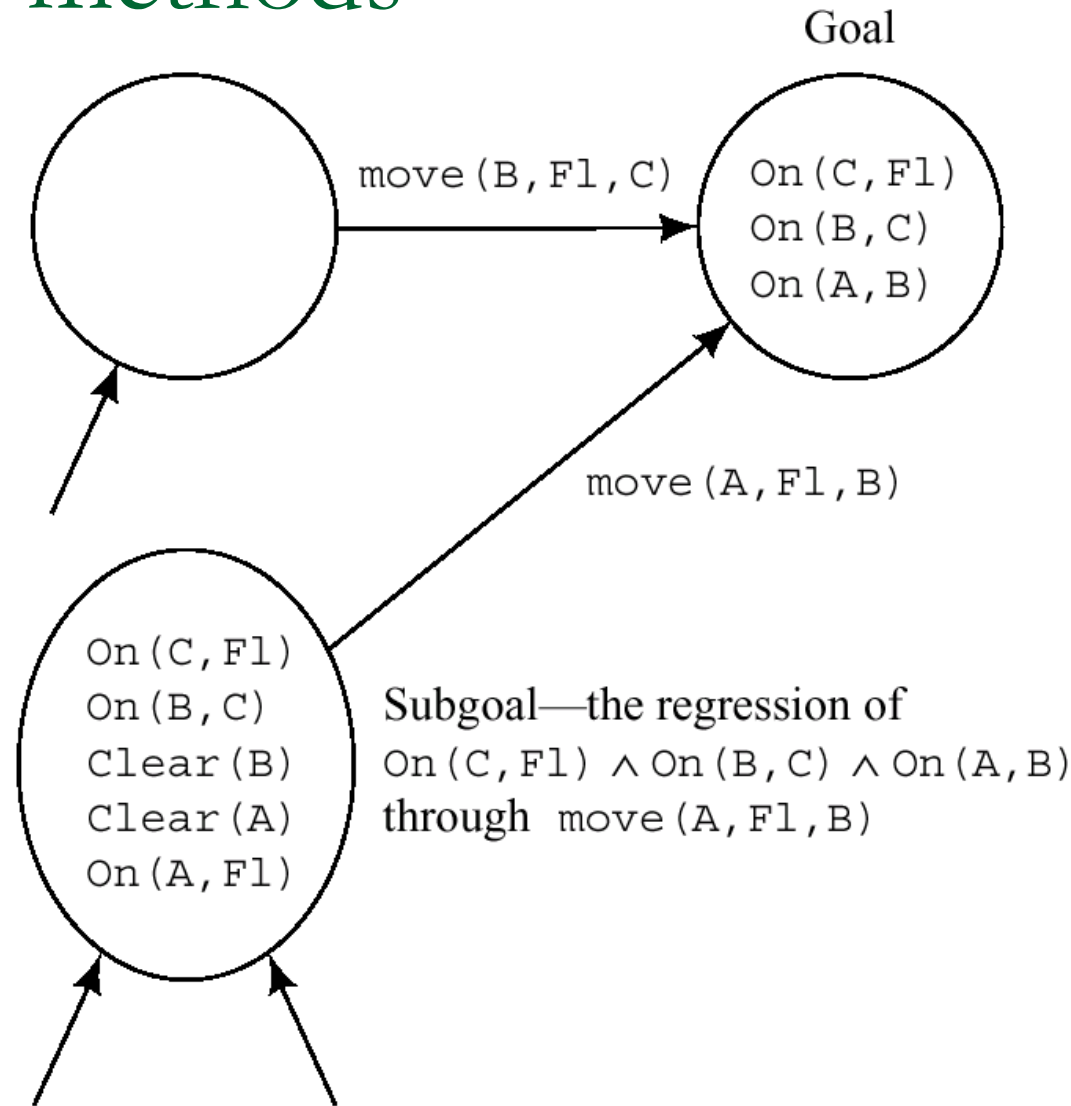 methods
Goal
move(B,Fl,C)
On(C,Fl)
On(B,C)
On(A,B)
move(A,Fl,B)
On(C,Fl)
On(B,C)
Clear(B)
Clear(A)
On(A,Fl)
Subgoal—the regression of
On(C,Fl) ∧ On(B,C) ∧ On(A,B)
through move(A,Fl,B)